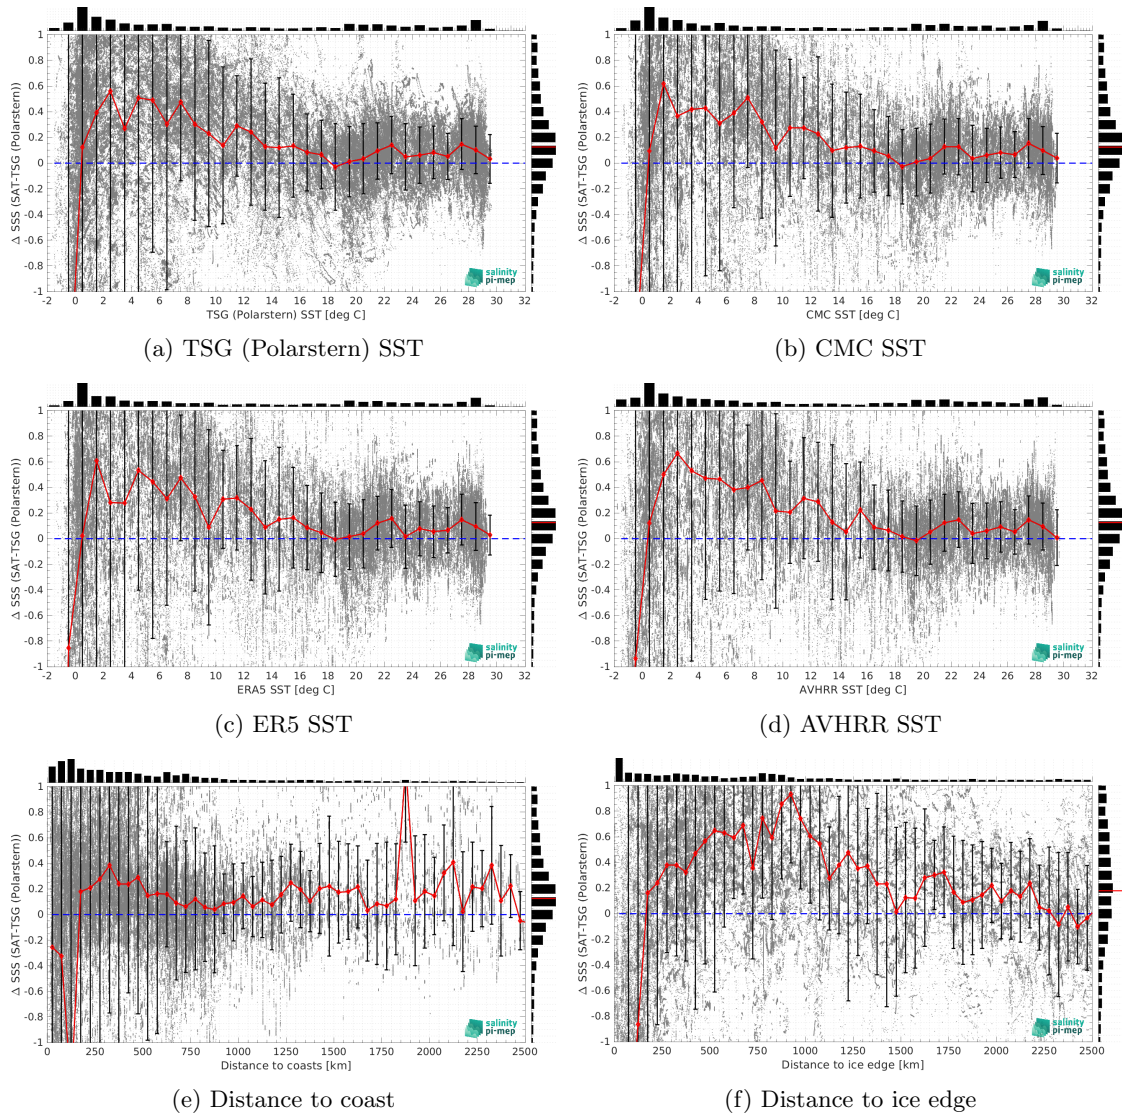 1
0.8
0.6
0.4
0.2
0
-0.2
-0.4
-0.6
-0.8
-1
Δ SSS (SAT-TSG (Polarstern))
salinity
pi-mep
-2 0 2 4 6 8 10 12 14 16 18 20 22 24 26 28 30 32
TSG (Polarstern) SST [deg C]
(a) TSG (Polarstern) SST
1
0.8
0.6
0.4
0.2
0
-0.2
-0.4
-0.6
-0.8
-1
Δ SSS (SAT-TSG (Polarstern))
salinity
pi-mep
-2 0 2 4 6 8 10 12 14 16 18 20 22 24 26 28 30 32
CMC SST [deg C]
(b) CMC SST
1
0.8
0.6
0.4
0.2
0
-0.2
-0.4
-0.6
-0.8
-1
Δ SSS (SAT-TSG (Polarstern))
salinity
pi-mep
-2 0 2 4 6 8 10 12 14 16 18 20 22 24 26 28 30 32
ERA5 SST [deg C]
(c) ER5 SST
1
0.8
0.6
0.4
0.2
0
-0.2
-0.4
-0.6
-0.8
-1
Δ SSS (SAT-TSG (Polarstern))
salinity
pi-mep
-2 0 2 4 6 8 10 12 14 16 18 20 22 24 26 28 30 32
AVHRR SST [deg C]
(d) AVHRR SST
1
0.8
0.6
0.4
0.2
0
-0.2
-0.4
-0.6
-0.8
-1
Δ SSS (SAT-TSG (Polarstern))
salinity
pi-mep
0 250 500 750 1000 1250 1500 1750 2000 2250 2500
Distance to coasts [km]
(e) Distance to coast
1
0.8
0.6
0.4
0.2
0
-0.2
-0.4
-0.6
-0.8
-1
Δ SSS (SAT-TSG (Polarstern))
salinity
pi-mep
0 250 500 750 1000 1250 1500 1750 2000 2250 2500
Distance to ice edge [km]
(f) Distance to ice edge